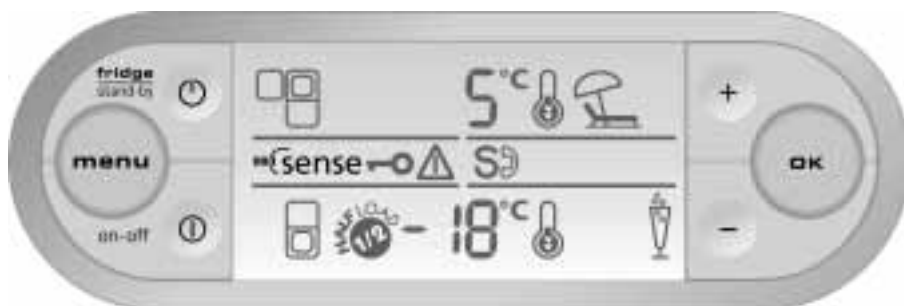 fridge
stand-by
5°C
+
menu
sense
S
OK
HALF LOAD
1/2
-18°C
on-off
-